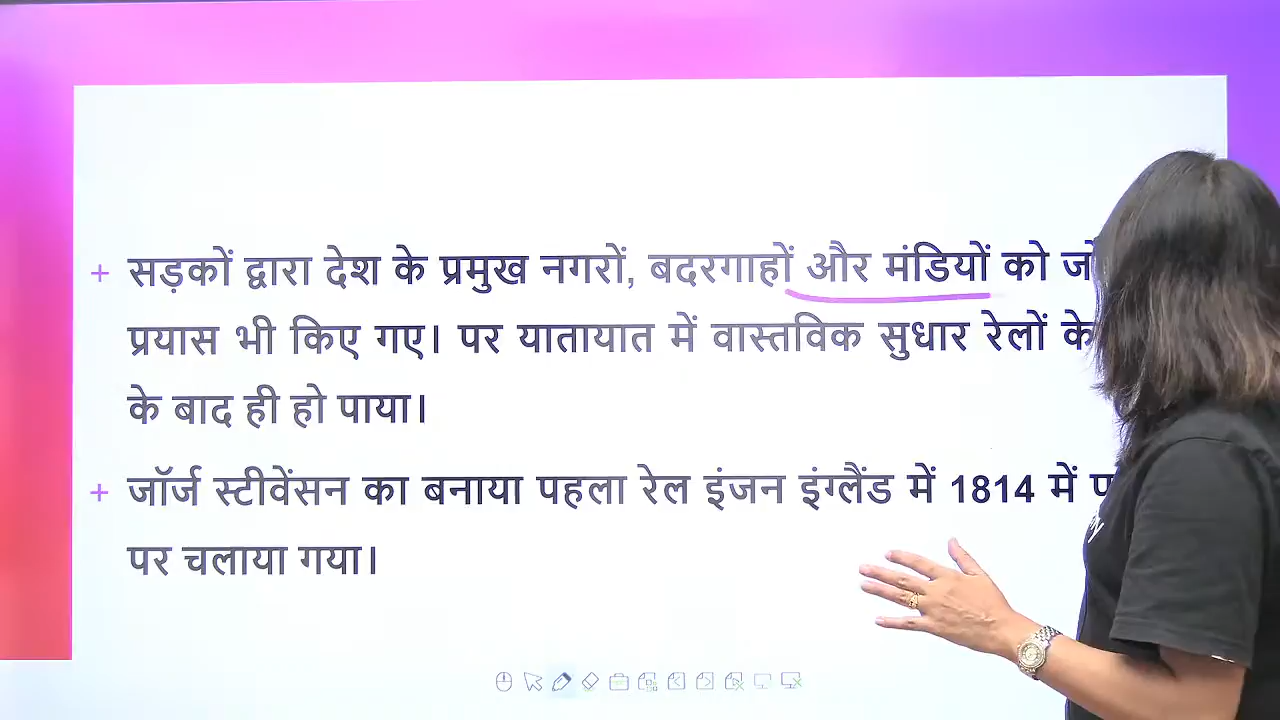 + सड़कों द्वारा देश के प्रमुख नगरों, बदरगाहों और मंडियों को
प्रयास भी किए गए। पर यातायात में वास्तविक सुधार रेलों के
के बाद ही हो पाया।
+ जॉर्ज स्टीवेंसन का बनाया पहला रेल इंजन इंग्लैंड में 1814 में
पर चलाया गया।